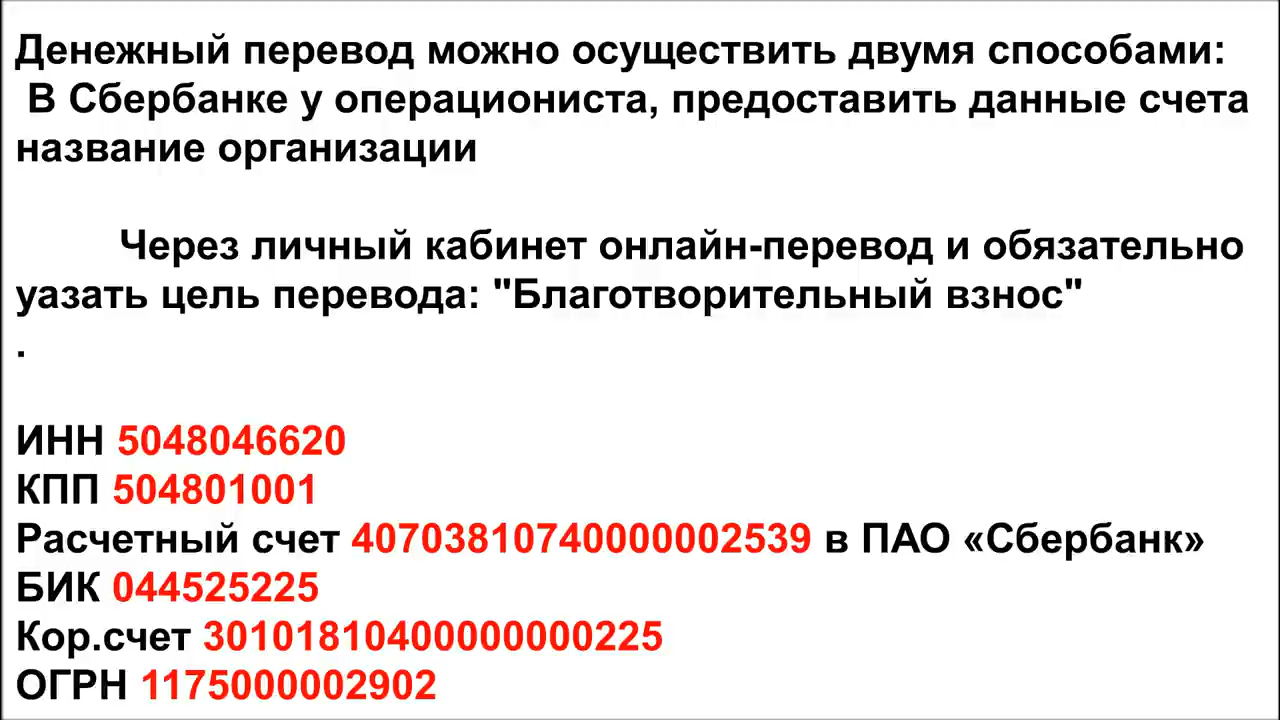 Денежный перевод можно осуществить двумя способами:
В Сбербанке у операциониста, предоставить данные счета
название организации
Через личный кабинет онлайн-перевод и обязательно
уазать цель перевода: "Благотворительный взнос"
.
ИНН 5048046620
КПП 504801001
Расчетный счет 40703810740000002539 в ПАО «Сбербанк»
БИК 044525225
Кор.счет 30101810400000000225
ОГРН 1175000002902